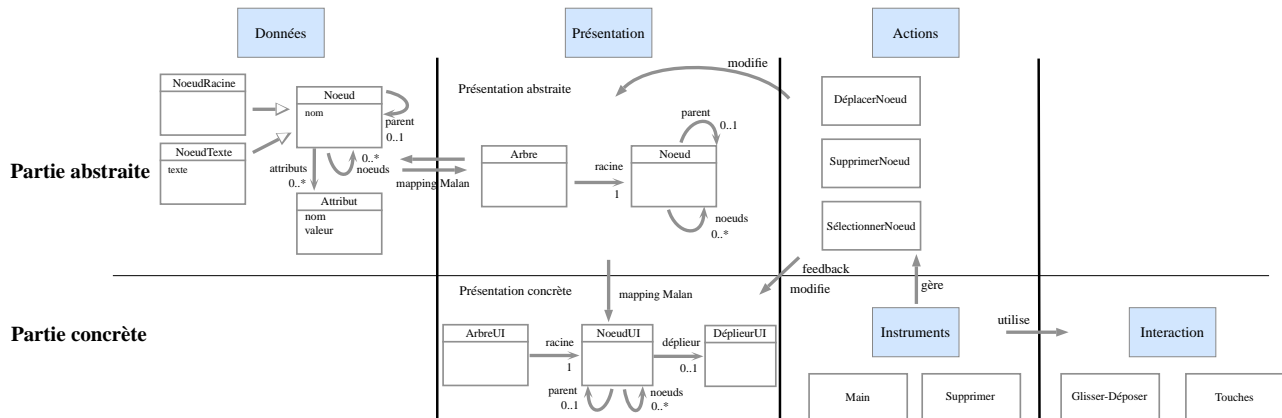 Données
Présentation
Actions
Partie abstraite
NoeudRacine
NoeudTexte
texte
Noeud
nom
parent
0..1
0..*
noeuds
attributs
0..*
Attribut
nom
valeur
mapping Malan
Présentation abstraite
Arbre
racine
1
Noeud
parent
0..1
noeuds
0..*
modifie
DéplacerNoeud
SupprimerNoeud
SélectionnerNoeud
feedback
modifie
gère
mapping Malan
Partie concrète
Présentation concrète
ArbreUI
racine
1
NoeudUI
parent
0..1
noeuds
0..*
déplieur
0..1
DéplieurUI
Instruments
utilise
Interaction
Main
Supprimer
Glisser-Déposer
Touches